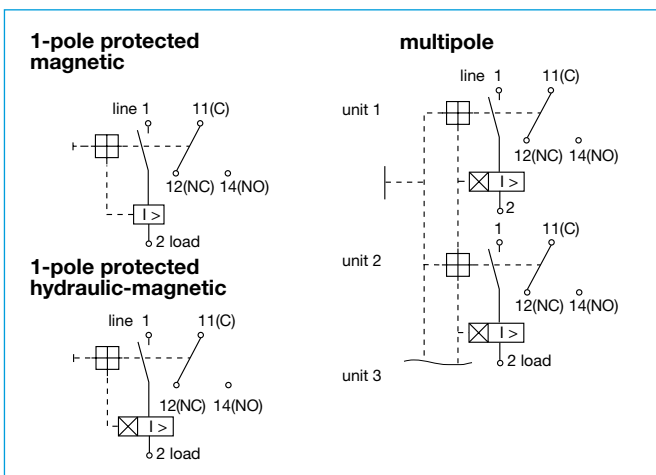 1-pole protected
magnetic
line 1 11(C)
12(NC) 14(NO)
I >
2 load
1-pole protected
hydraulic-magnetic
line 1 11(C)
12(NC) 14(NO)
I >
2 load
multipole
line 1 11(C)
unit 1
12(NC) 14(NO)
I >
2
1 11(C)
unit 2
12(NC) 14(NO)
I >
2 load
unit 3